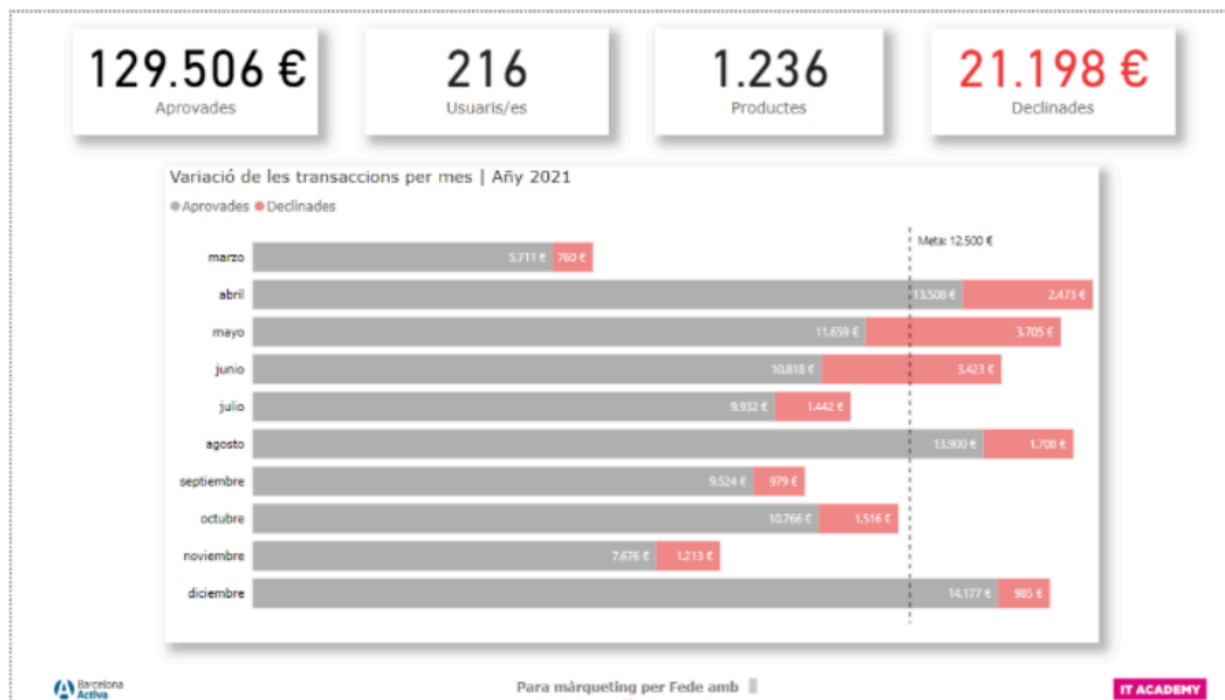 129.506 €
Aprovades
216
Usuaris/es
1.236
Productes
21.198 €
Declinades
Variació de les transaccions per mes | Añy 2021
Aprovades Declinades
Meta: 12.500 €
marzo 5.711 € 760 €
abril 13.508 € 2.473 €
mayo 11.659 € 3.705 €
junio 10.818 € 3.423 €
julio 9.932 € 1.442 €
agosto 13.900 € 1.708 €
septiembre 9.524 € 979 €
octubre 10.766 € 1.516 €
noviembre 7.676 € 1.213 €
diciembre 14.177 € 985 €
Barcelona
Activa
Para màrqueting per Fede amb
IT ACADEMY